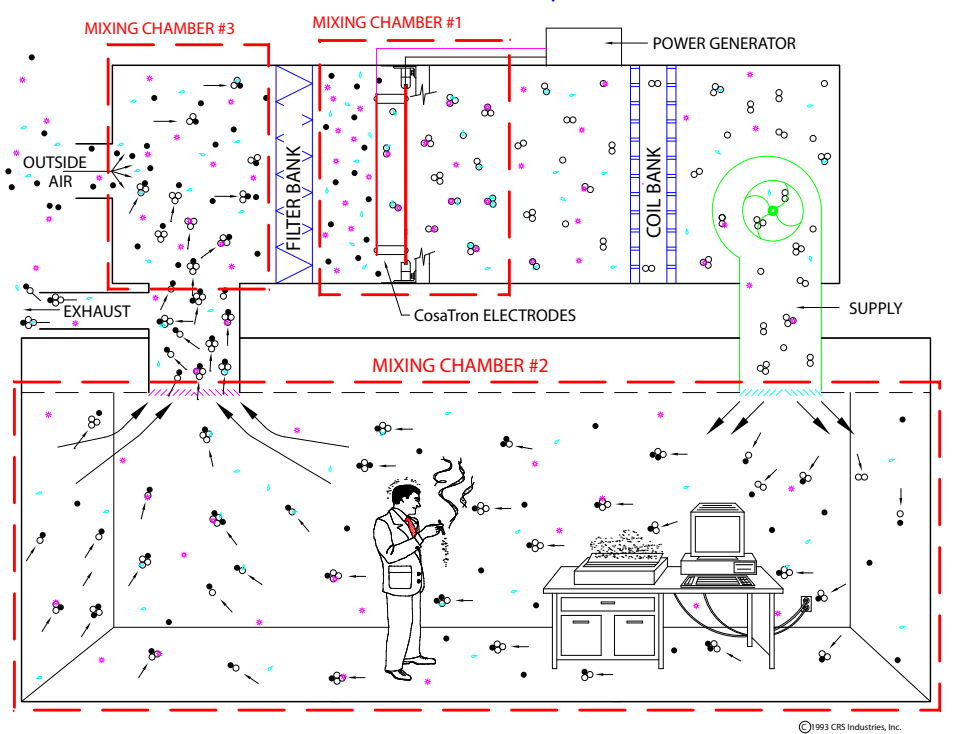 MIXING CHAMBER #3
MIXING CHAMBER #1
POWER GENERATOR
OUTSIDE
AIR
FILTER BANK
COIL BANK
EXHAUST
CosaTron ELECTRODES
SUPPLY
MIXING CHAMBER #2
©1993 CRS Industries, Inc.